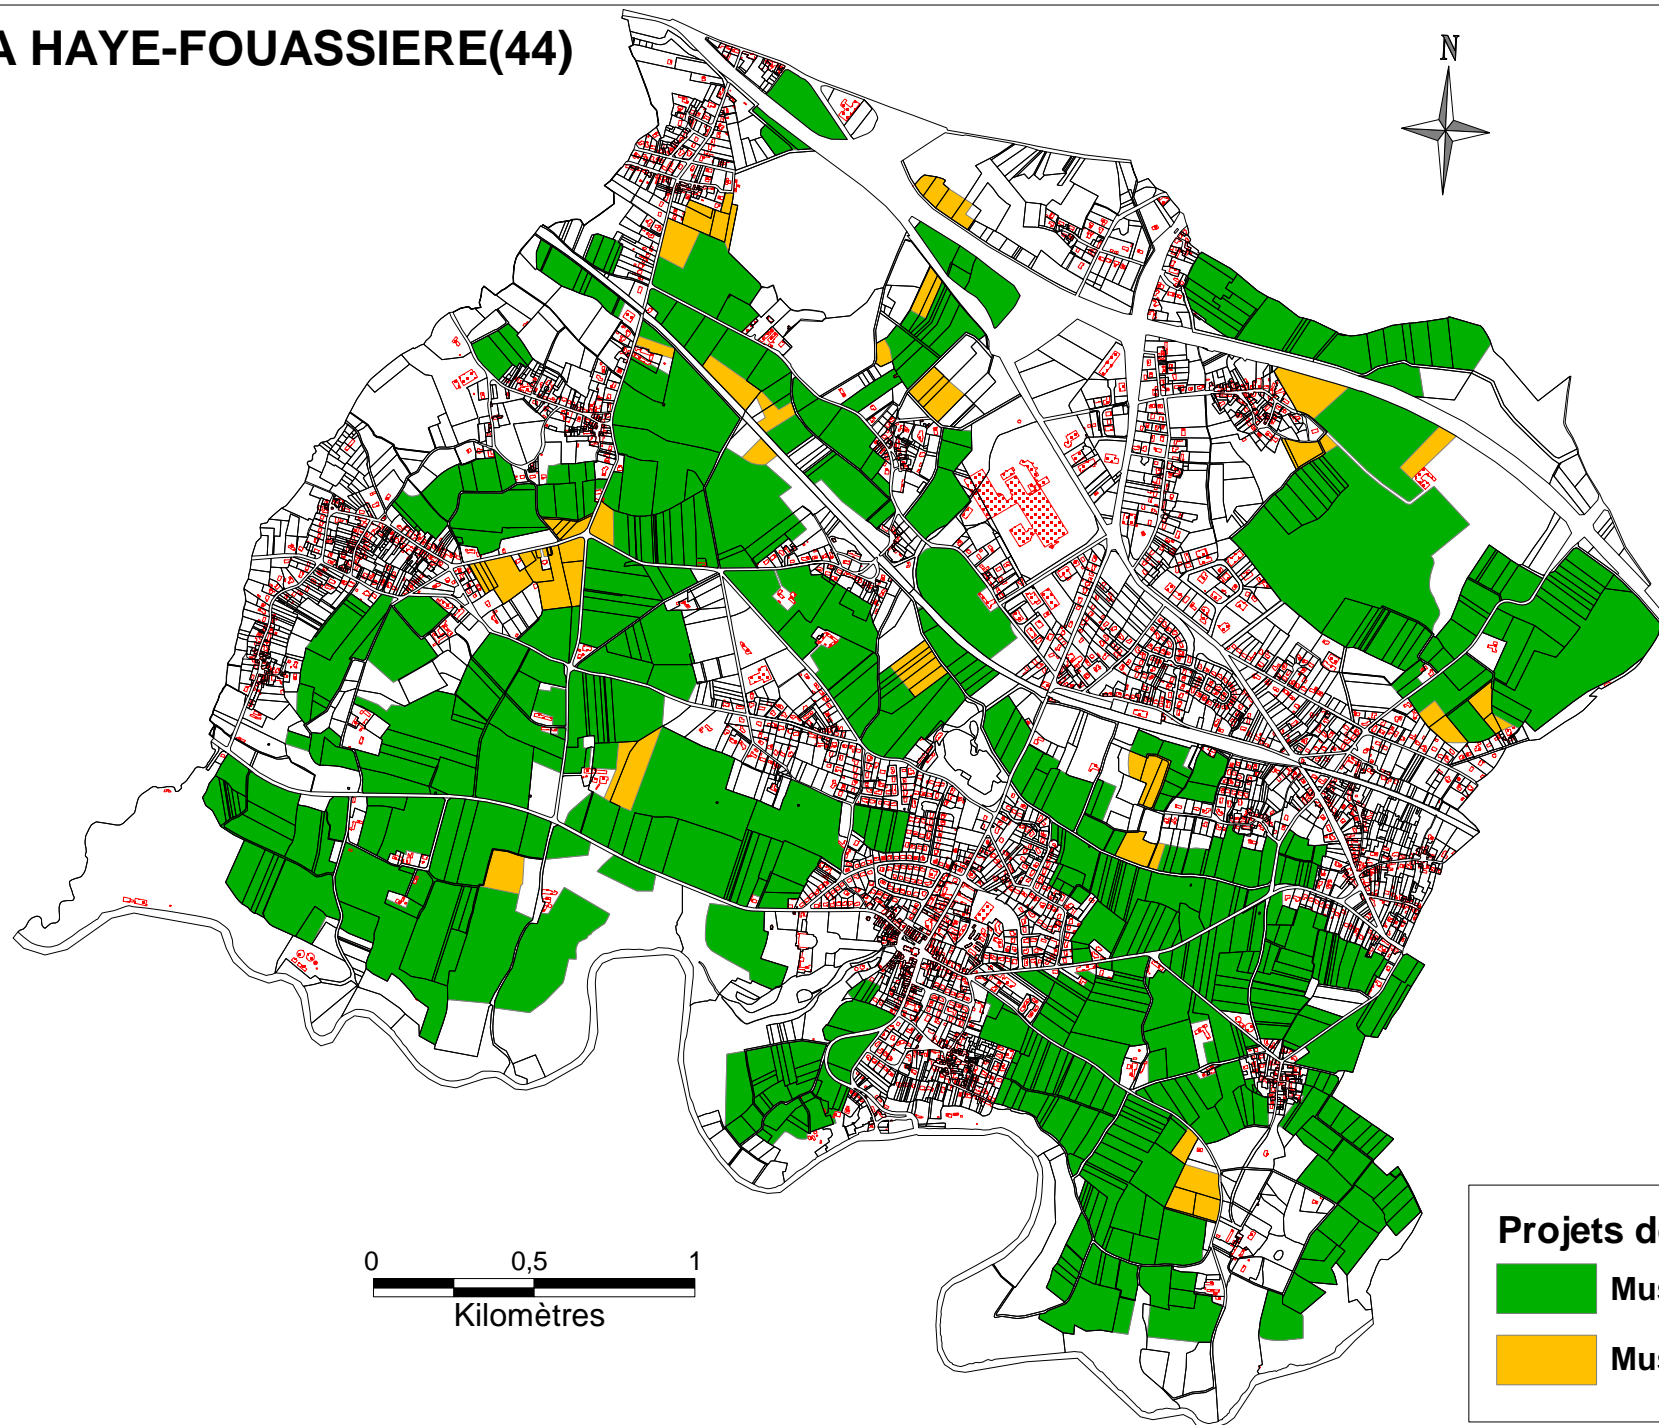 A HAYE-FOUASSIERE(44)
N
0 0,5 1
Kilomètres
Projets d
Mus
Mus